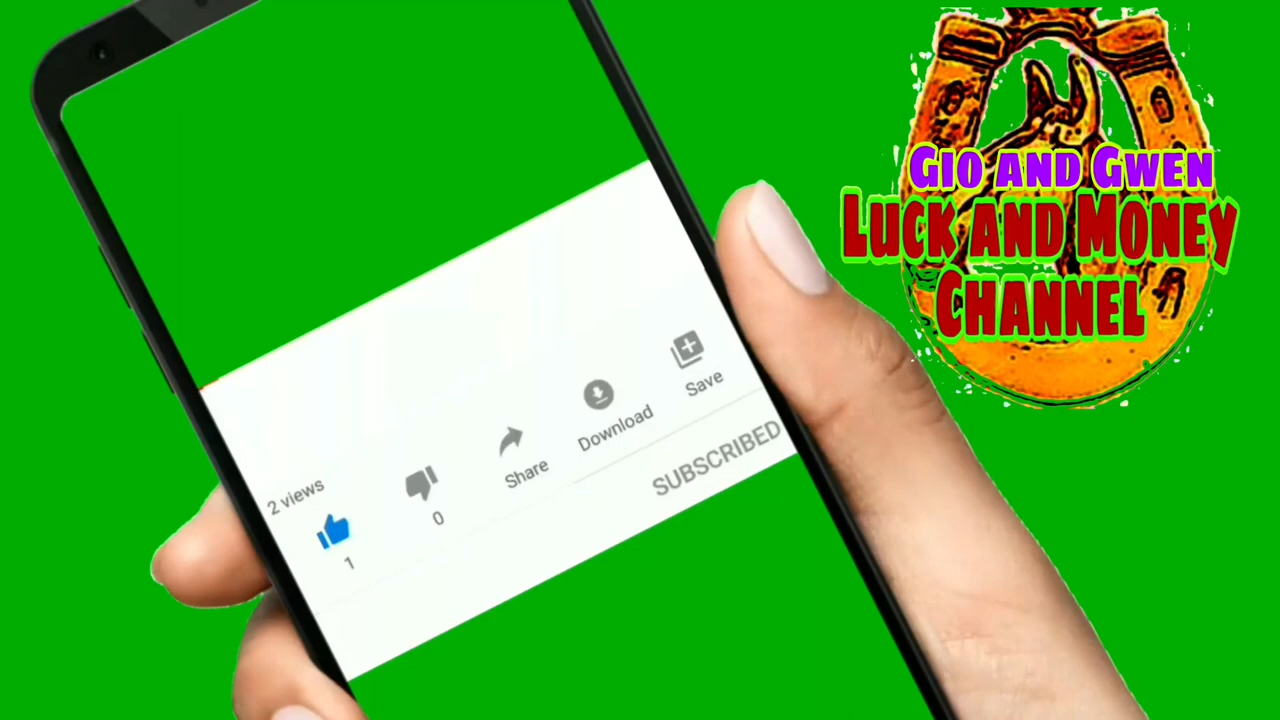 Gio and Gwen
Luck and Money
Channel
Save
Download
Share
2 views
0
1
SUBSCRIBED